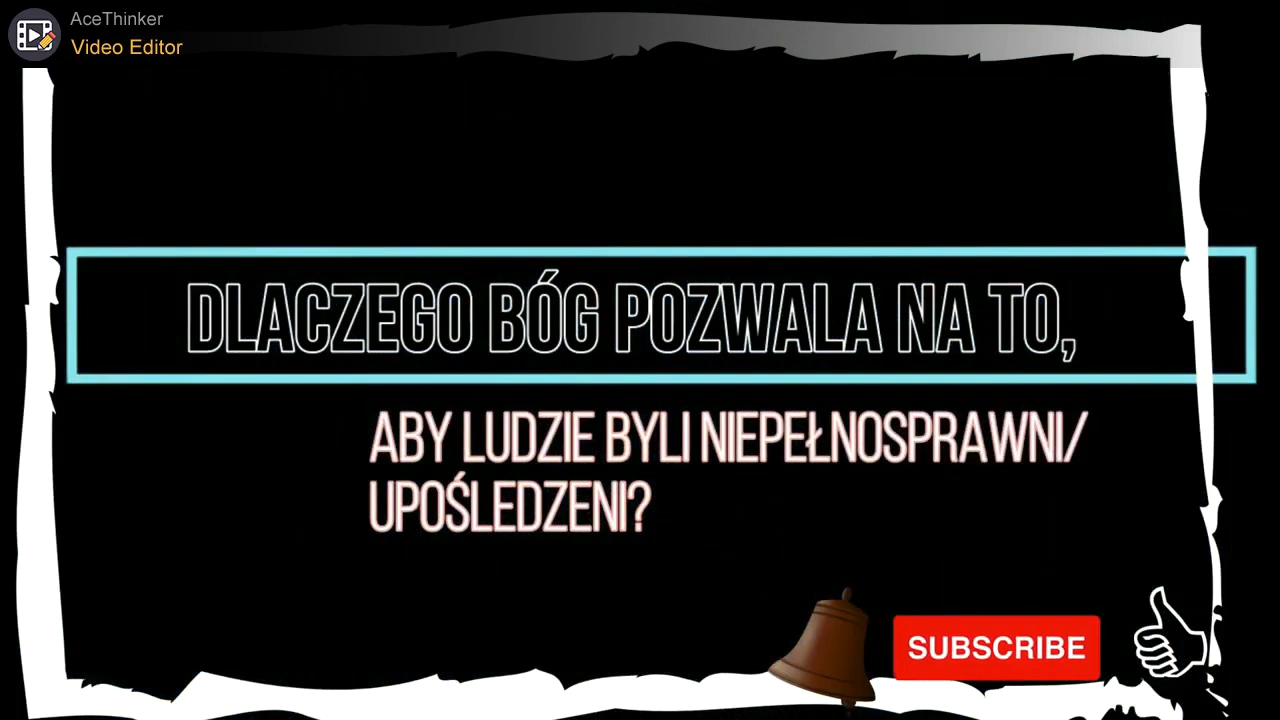 AceThinker
Video Editor
DLACZEGO BÓG POZWALA NA TO,
ABY LUDZIE BYLI NIEPEŁNOSPRAWNI/
UPOŚLEDZENI?
SUBSCRIBE